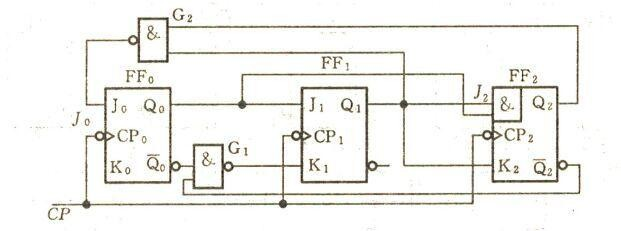 G₂
&
FF₀ FF₁ FF₂
J₀ J₀ Q₀ J₁ Q₁ J₂ & Q₂
CP₀ G₁ CP₁ CP₂
K₀ Q̅₀ & K₁ K₂ Q̅₂
CP